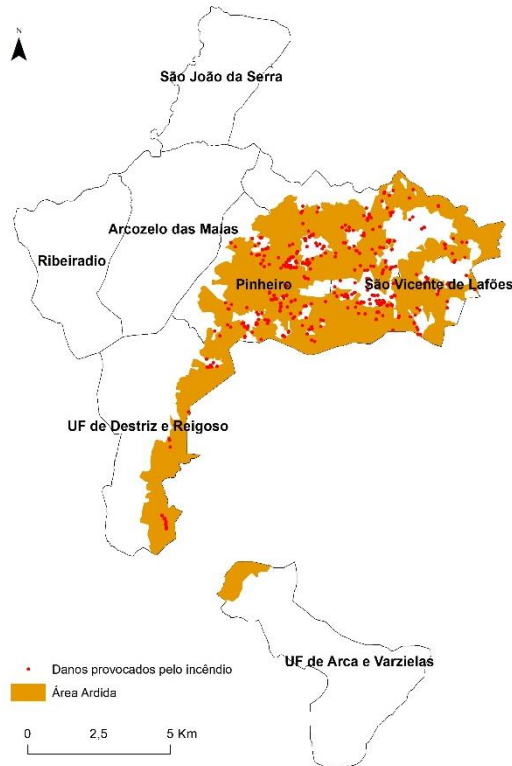 N
São João da Serra
Arcozelo das Maias
Ribeiradio
Pinheiro
São Vicente de Lafões
UF de Destriz e Reigoso
UF de Arca e Varzielas
Danos provocados pelo incêndio
Área Ardida
0 2,5 5 Km